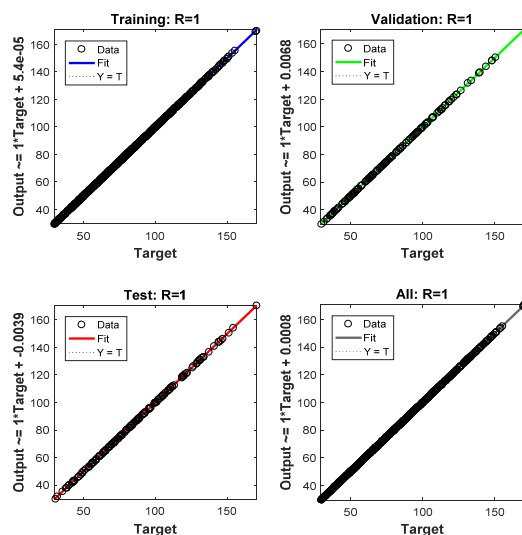 Training: R=1
Output ~= 1*Target + 5.4e-05
160
140
120
100
80
60
40
Data
Fit
Y = T
50
100
150
Target
Validation: R=1
Output ~= 1*Target + 0.0068
160
140
120
100
80
60
40
Data
Fit
Y = T
50
100
150
Target
Test: R=1
Output ~= 1*Target + -0.0039
160
140
120
100
80
60
40
Data
Fit
Y = T
50
100
150
Target
All: R=1
Output ~= 1*Target + 0.0008
160
140
120
100
80
60
40
Data
Fit
Y = T
50
100
150
Target